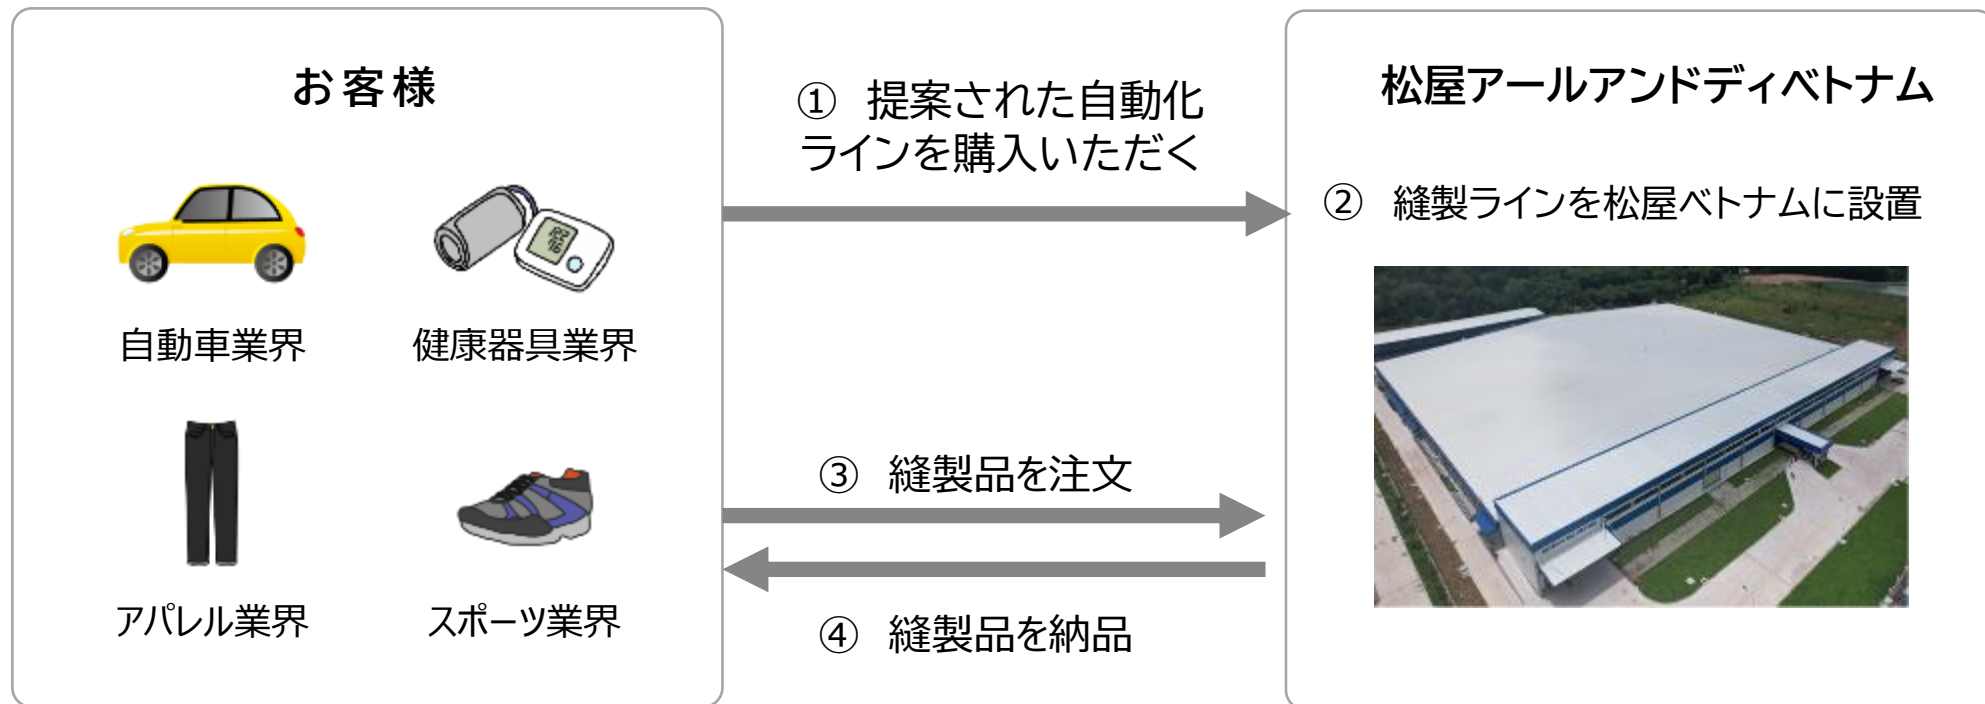 お客様
自動車業界
健康器具業界
アパレル業界
スポーツ業界
① 提案された自動化
ラインを購入いただく
③ 縫製品を注文
④ 縫製品を納品
松屋アールアンドディベトナム
② 縫製ラインを松屋ベトナムに設置